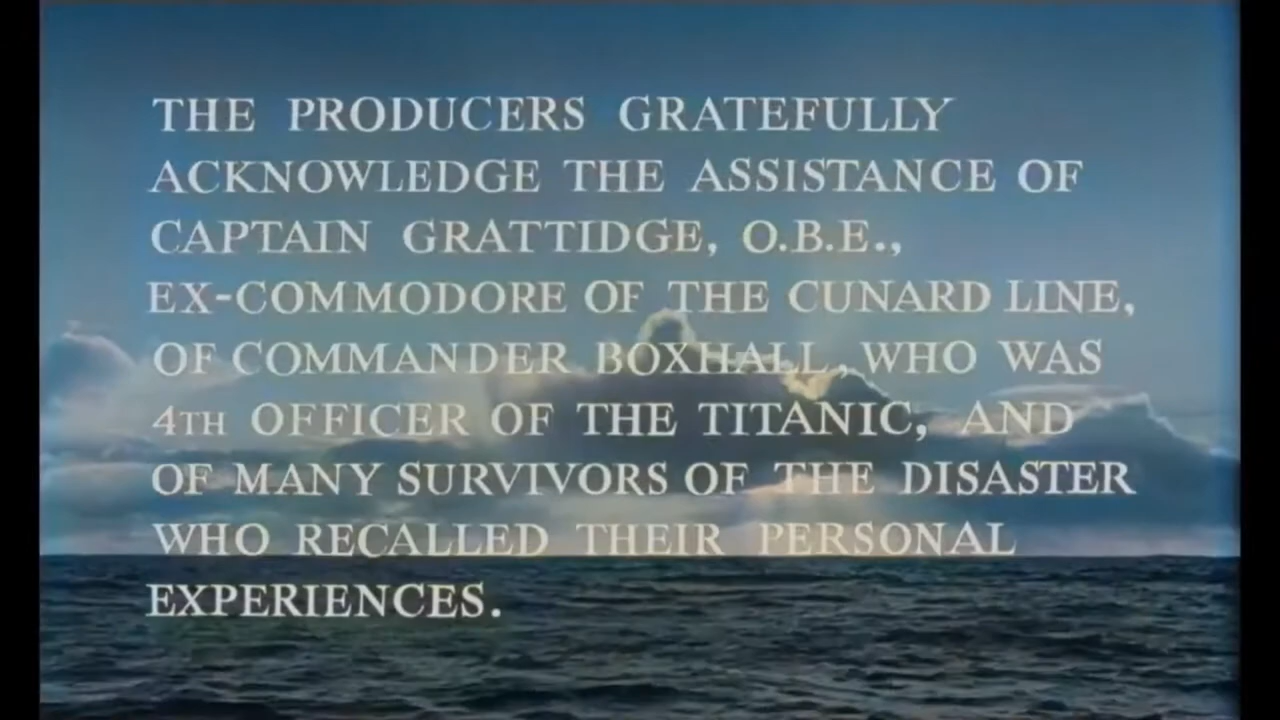 THE PRODUCERS GRATEFULLY
ACKNOWLEDGE THE ASSISTANCE OF
CAPTAIN GRATTIDGE, O.B.E.,
EX-COMMODORE OF THE CUNARD LINE,
OF COMMANDER BOXHALL, WHO WAS
4TH OFFICER OF THE TITANIC, AND
OF MANY SURVIVORS OF THE DISASTER
WHO RECALLED THEIR PERSONAL
EXPERIENCES.